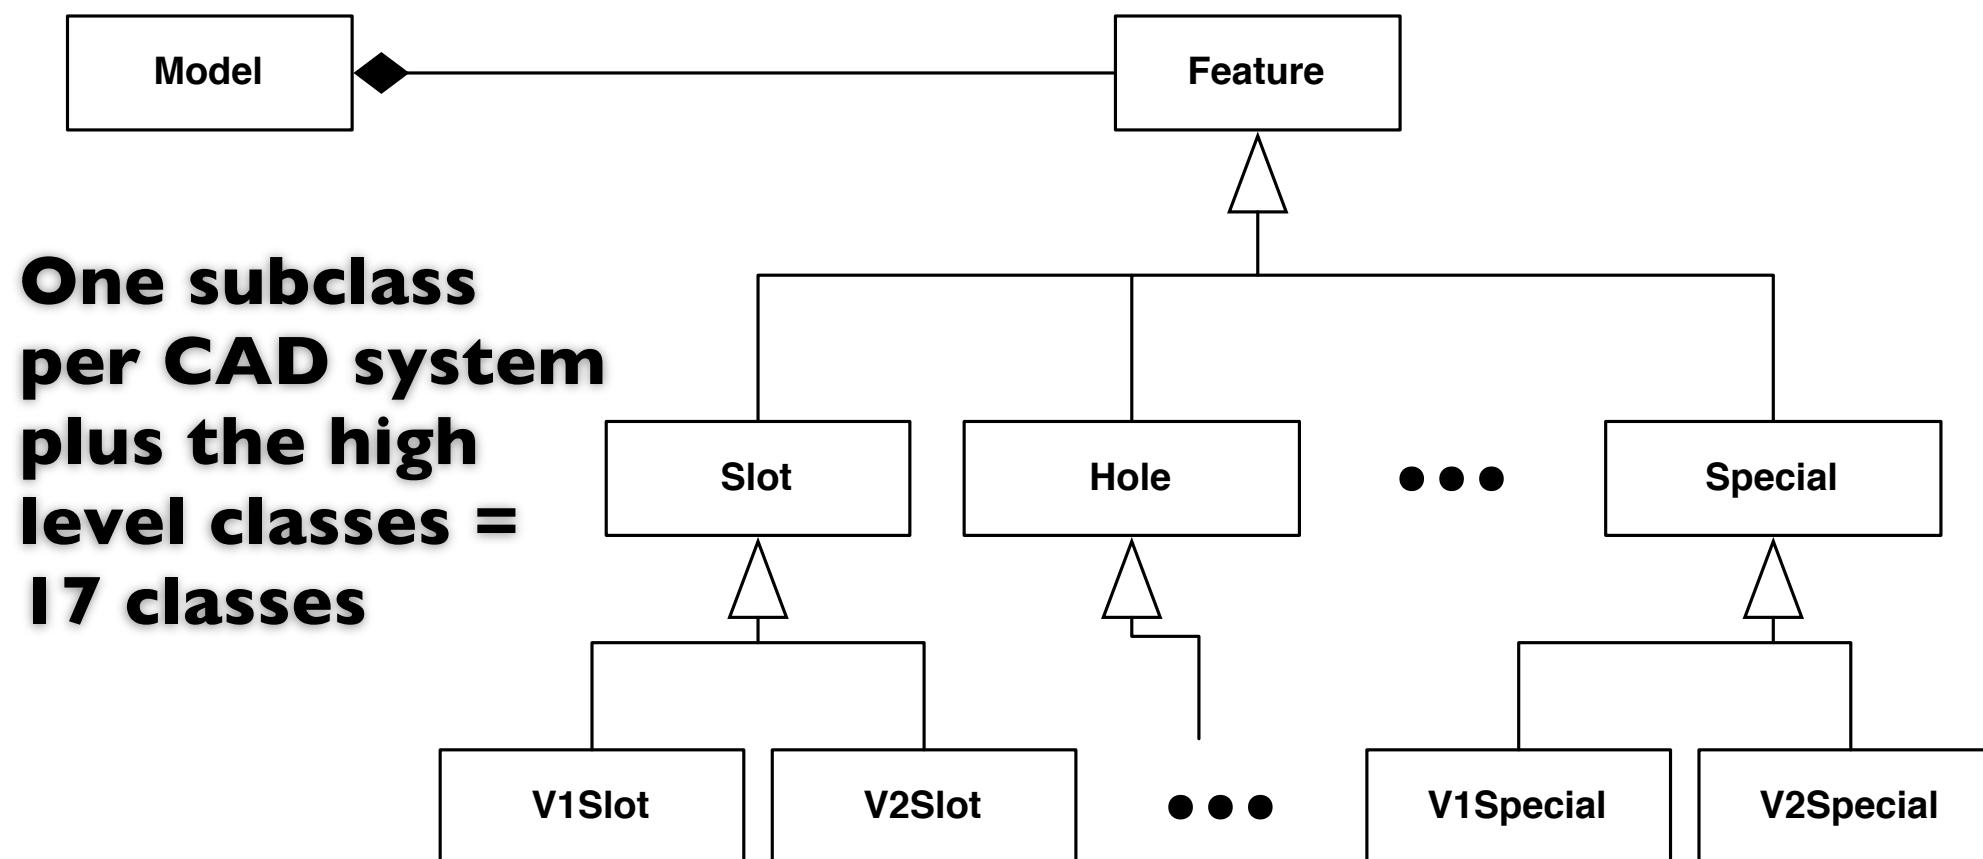 Model
Feature
One subclass
per CAD system
plus the high
level classes =
17 classes
Slot
Hole
•••
Special
V1Slot
V2Slot
•••
V1Special
V2Special